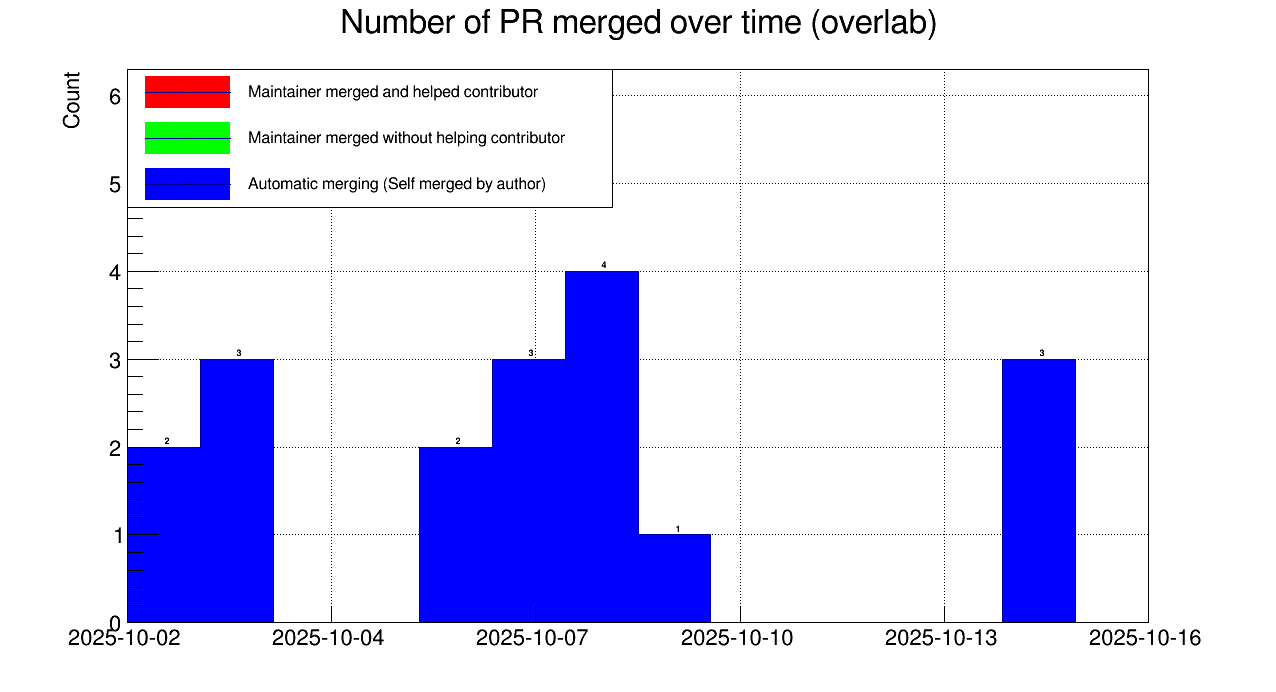 Number of PR merged over time (overlab)
Count
Maintainer merged and helped contributor
Maintainer merged without helping contributor
Automatic merging (Self merged by author)
6
5
4
3
2
1
0
2
3
2
3
4
1
3
2025-10-02 2025-10-04 2025-10-07 2025-10-10 2025-10-13 2025-10-16